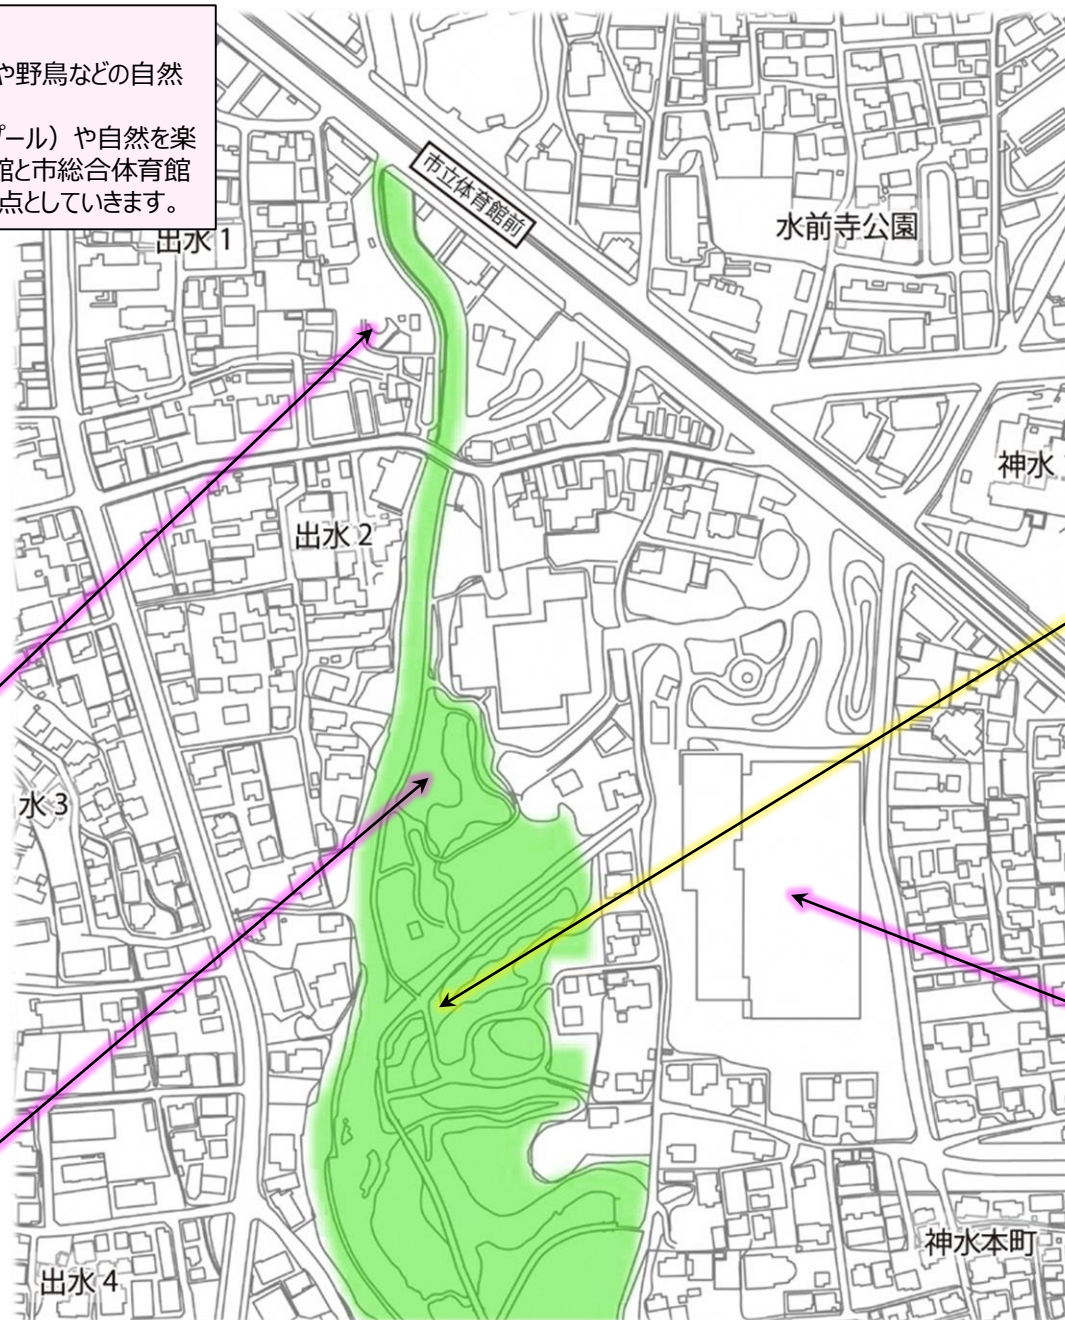 や野鳥などの自然
プール）や自然を楽
館と市総合体育館
点としていきます。
出水 1
市立体育館前
水前寺公園
神水
出水 2
水 3
神水本町
出水 4